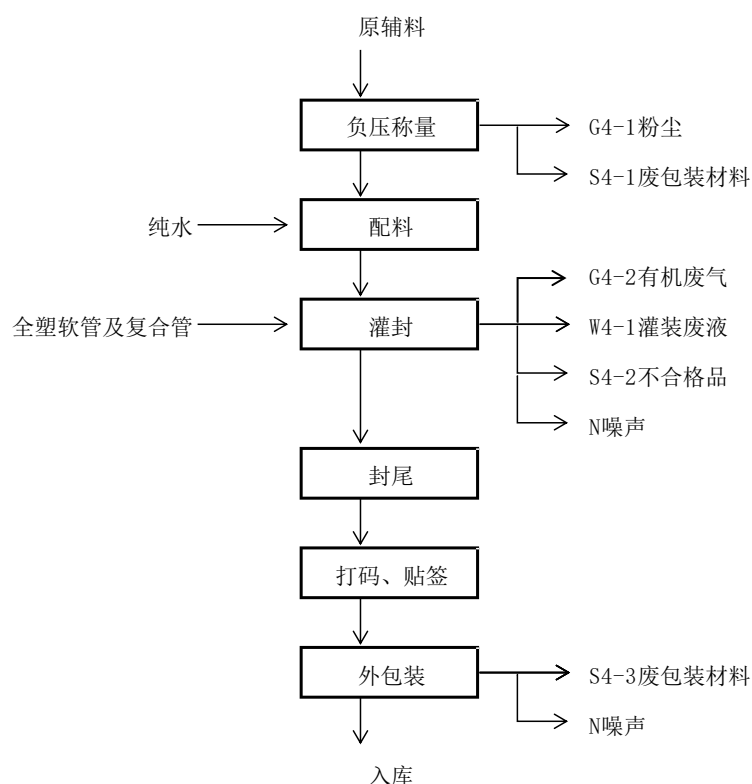 原辅料
负压称量
G4-1粉尘
S4-1废包装材料
纯水
配料
G4-2有机废气
全塑软管及复合管
灌封
W4-1灌装废液
S4-2不合格品
N噪声
封尾
打码、贴签
外包装
S4-3废包装材料
N噪声
入库